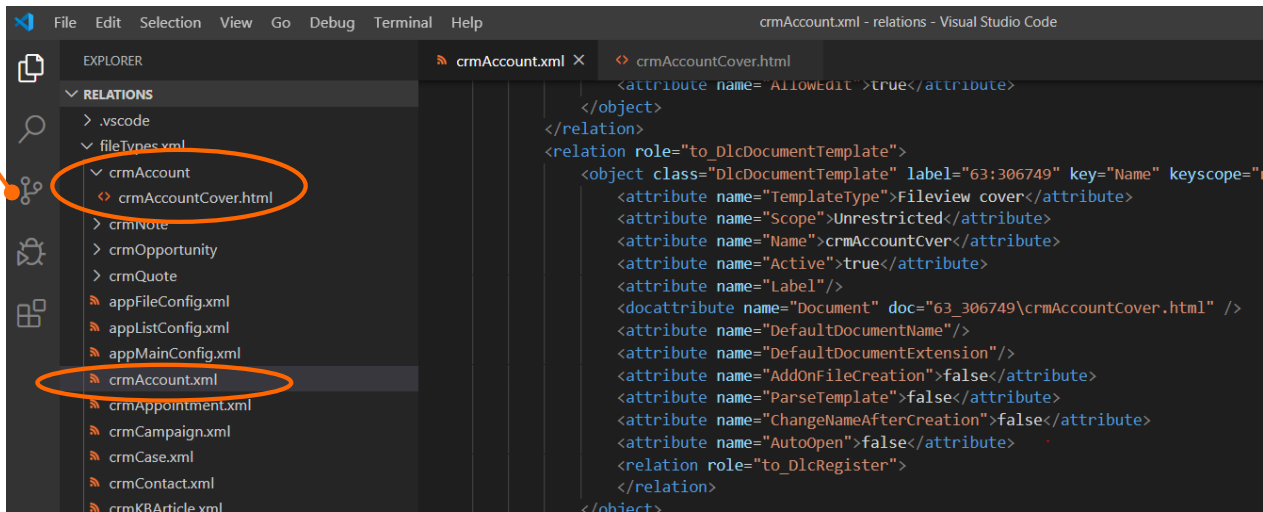 File Edit Selection View Go Debug Terminal Help
crmAccount.xml - relations - Visual Studio Code
EXPLORER
RELATIONS
.vscode
fileTypes.xml
crmAccount
crmAccountCover.html
crmNote
crmOpportunity
crmQuote
appFileConfig.xml
appListConfig.xml
appMainConfig.xml
crmAccount.xml
crmAppointment.xml
crmCampaign.xml
crmCase.xml
crmContact.xml
crmKBArticle.xml
crmAccount.xml
crmAccountCover.html
<attribute name="AllowEdit">true</attribute>
</object>
</relation>
<relation role="to_DlcDocumentTemplate">
<object class="DlcDocumentTemplate" label="63:306749" key="Name" keyscope="
<attribute name="TemplateType">Fileview cover</attribute>
<attribute name="Scope">Unrestricted</attribute>
<attribute name="Name">crmAccountCver</attribute>
<attribute name="Active">true</attribute>
<attribute name="Label"/>
<docattribute name="Document" doc="63_306749\crmAccountCover.html" />
<attribute name="DefaultDocumentName"/>
<attribute name="DefaultDocumentExtension"/>
<attribute name="AddOnFileCreation">false</attribute>
<attribute name="ParseTemplate">false</attribute>
<attribute name="ChangeNameAfterCreation">false</attribute>
<attribute name="AutoOpen">false</attribute>
<relation role="to_DlcRegister">
</relation>
</object>